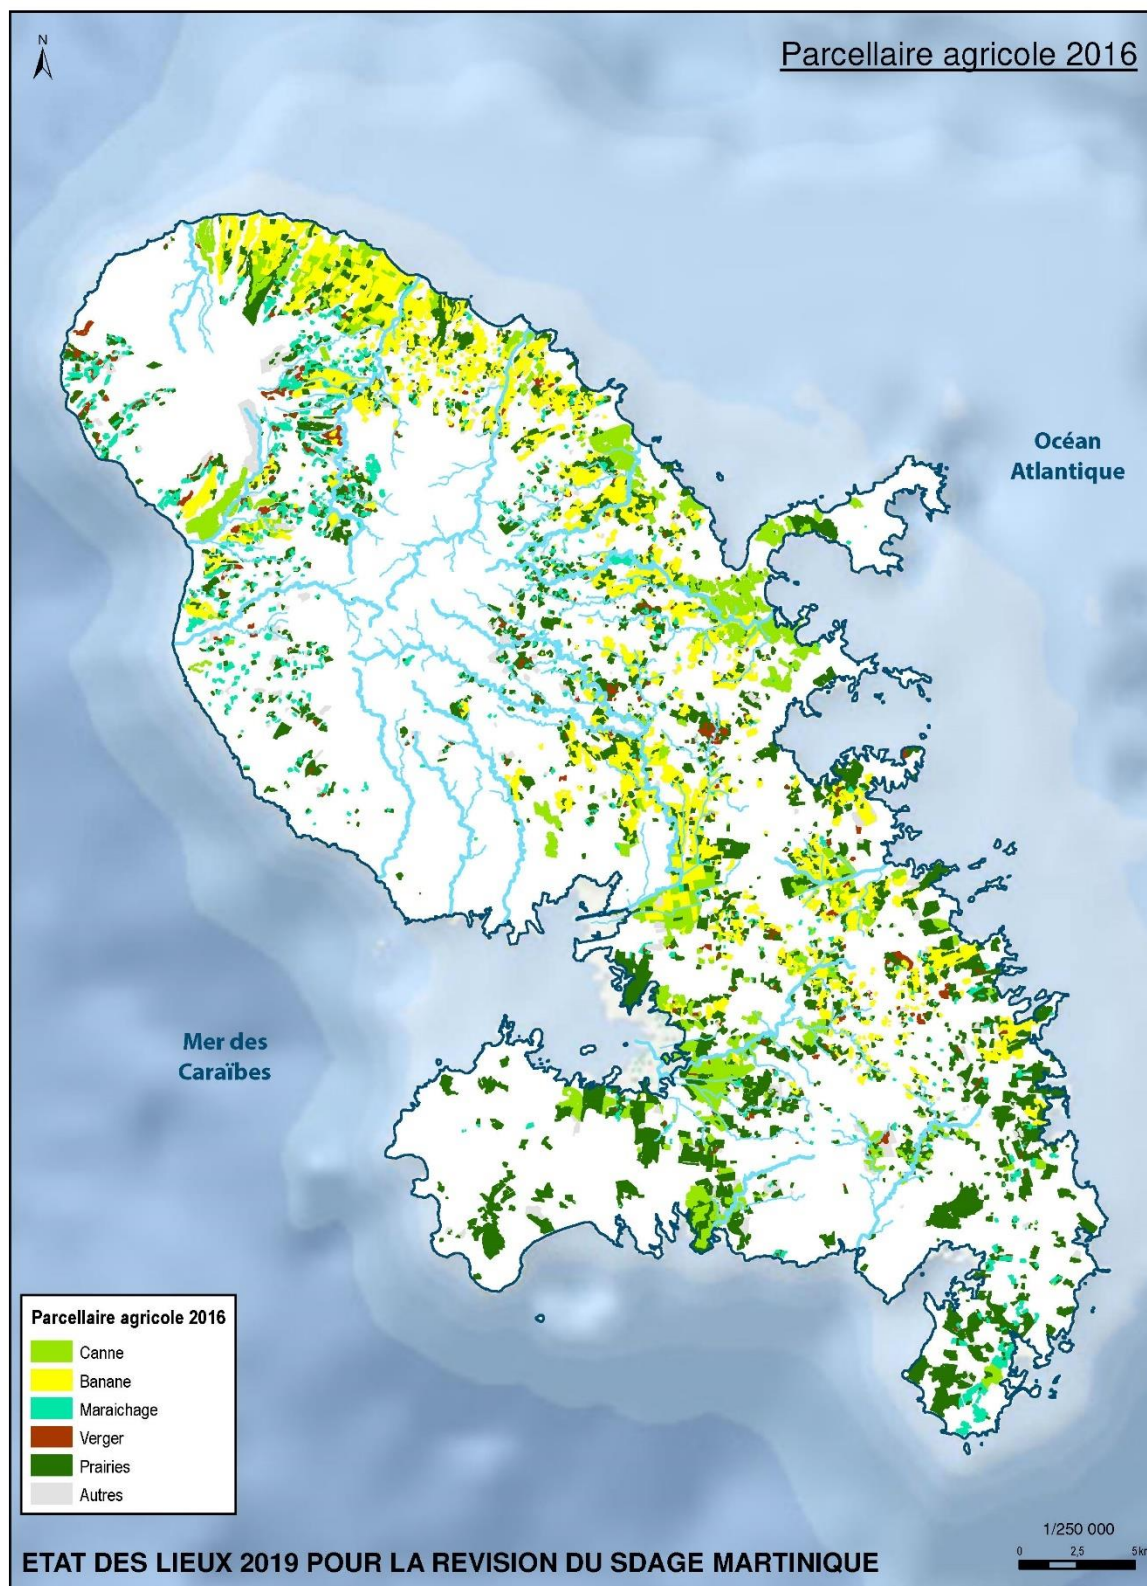 N
Parcellaire agricole 2016
Océan
Atlantique
Mer des
Caraïbes
Parcellaire agricole 2016
Canne
Banane
Maraichage
Verger
Prairies
Autres
1/250 000
0 2,5 5km
ETAT DES LIEUX 2019 POUR LA REVISION DU SDAGE MARTINIQUE